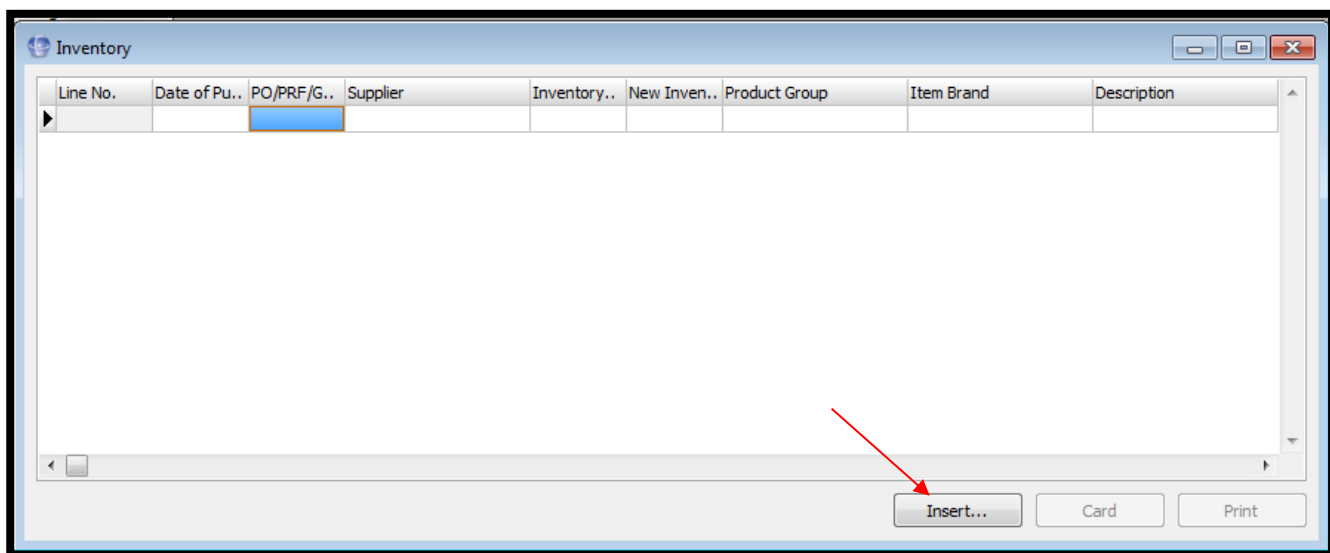 Inventory
Line No. Date of Pu.. PO/PRF/G.. Supplier Inventory.. New Inven.. Product Group Item Brand Description
Insert... Card Print